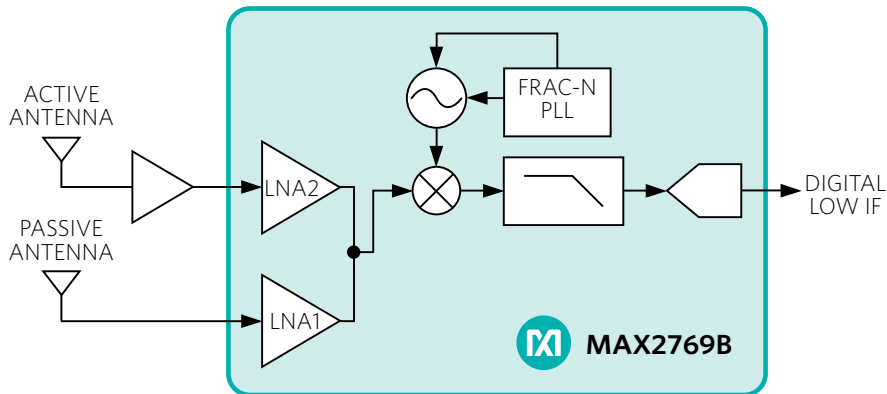 ACTIVE
ANTENNA
LNA2
FRAC-N
PLL
DIGITAL
LOW IF
PASSIVE
ANTENNA
LNA1
MAX2769B